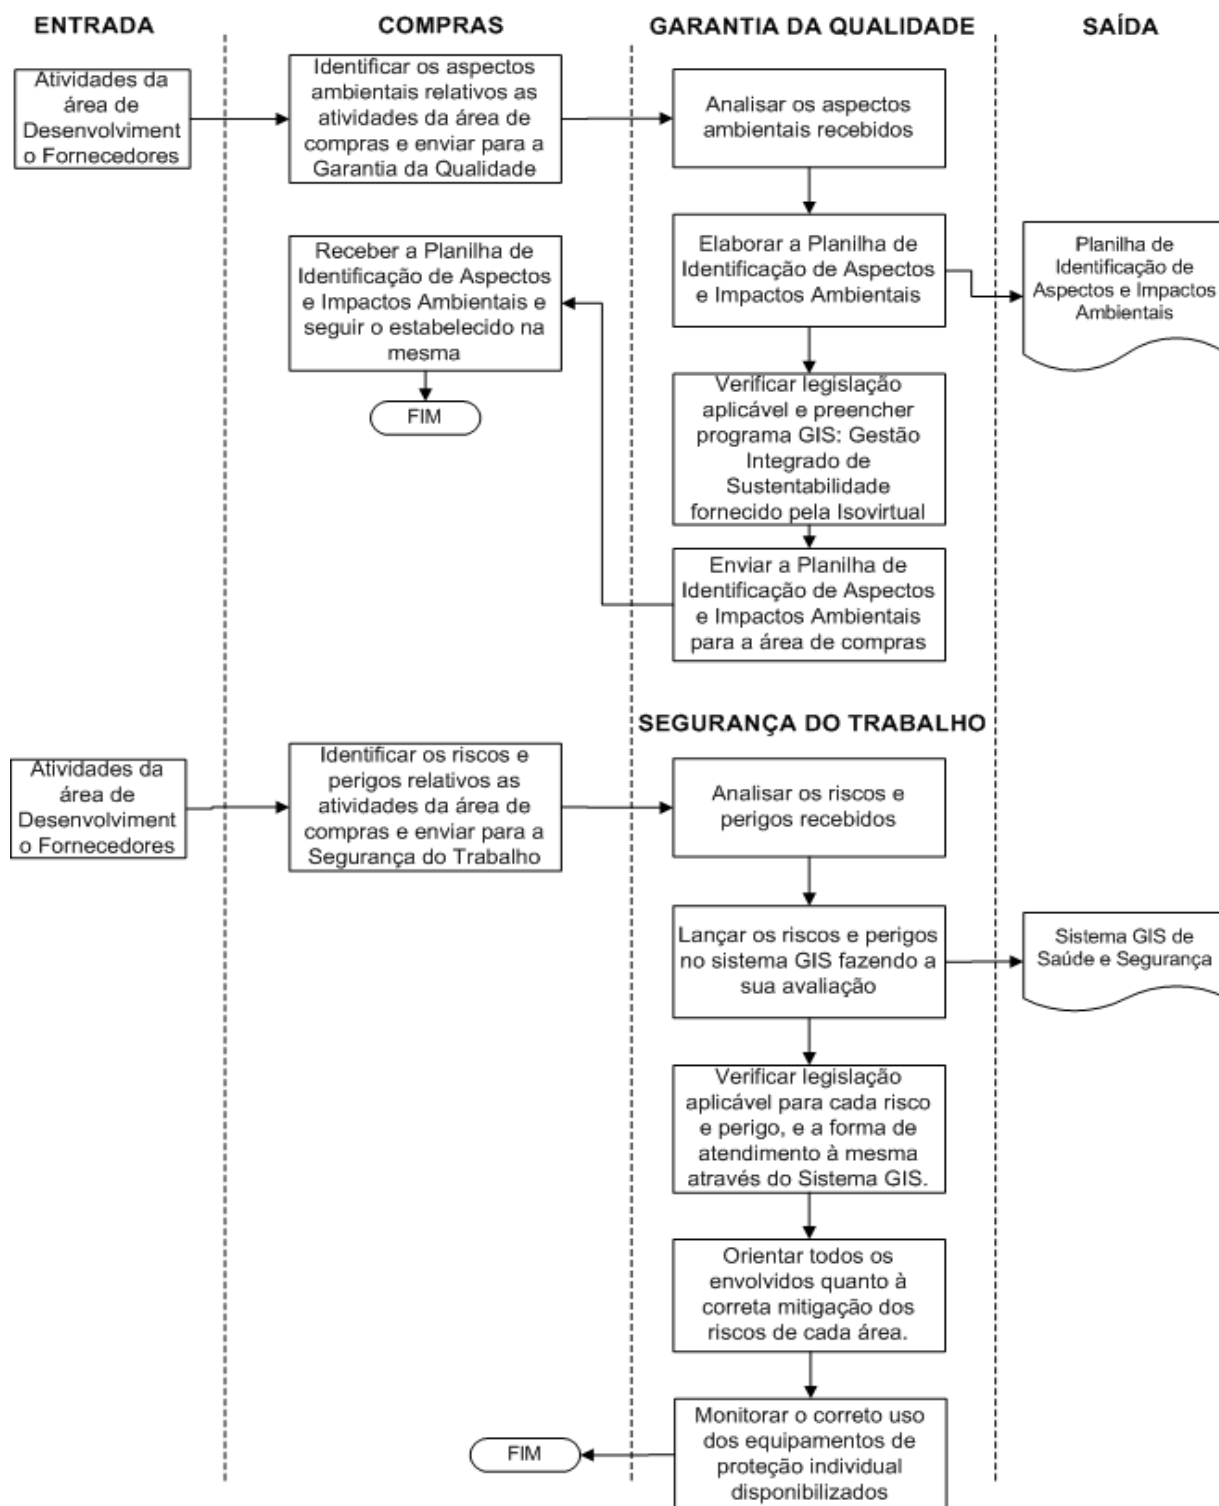 ENTRADA
COMPRAS
GARANTIA DA QUALIDADE
SAÍDA
Atividades da
área de
Desenvolviment
o Fornecedores
Identificar os aspectos
ambientais relativos as
atividades da área de
compras e enviar para a
Garantia da Qualidade
Analisar os aspectos
ambientais recebidos
Receber a Planilha de
Identificação de Aspectos
e Impactos Ambientais e
seguir o estabelecido na
mesma
FIM
Elaborar a Planilha de
Identificação de Aspectos
e Impactos Ambientais
Planilha de
Identificação de
Aspectos e Impactos
Ambientais
Verificar legislação
aplicável e preencher
programa GIS: Gestão
Integrado de
Sustentabilidade
fornecido pela Isovirtual
Enviar a Planilha de
Identificação de Aspectos
e Impactos Ambientais
para a área de compras
SEGURANÇA DO TRABALHO
Atividades da
área de
Desenvolviment
o Fornecedores
Identificar os riscos e
perigos relativos as
atividades da área de
compras e enviar para a
Segurança do Trabalho
Analisar os riscos e
perigos recebidos
Lançar os riscos e perigos
no sistema GIS fazendo a
sua avaliação
Sistema GIS de
Saúde e Segurança
Verificar legislação
aplicável para cada risco
e perigo, e a forma de
atendimento à mesma
através do Sistema GIS.
Orientar todos os
envolvidos quanto à
correta mitigação dos
riscos de cada área.
Monitorar o correto uso
dos equipamentos de
proteção individual
disponibilizados
FIM